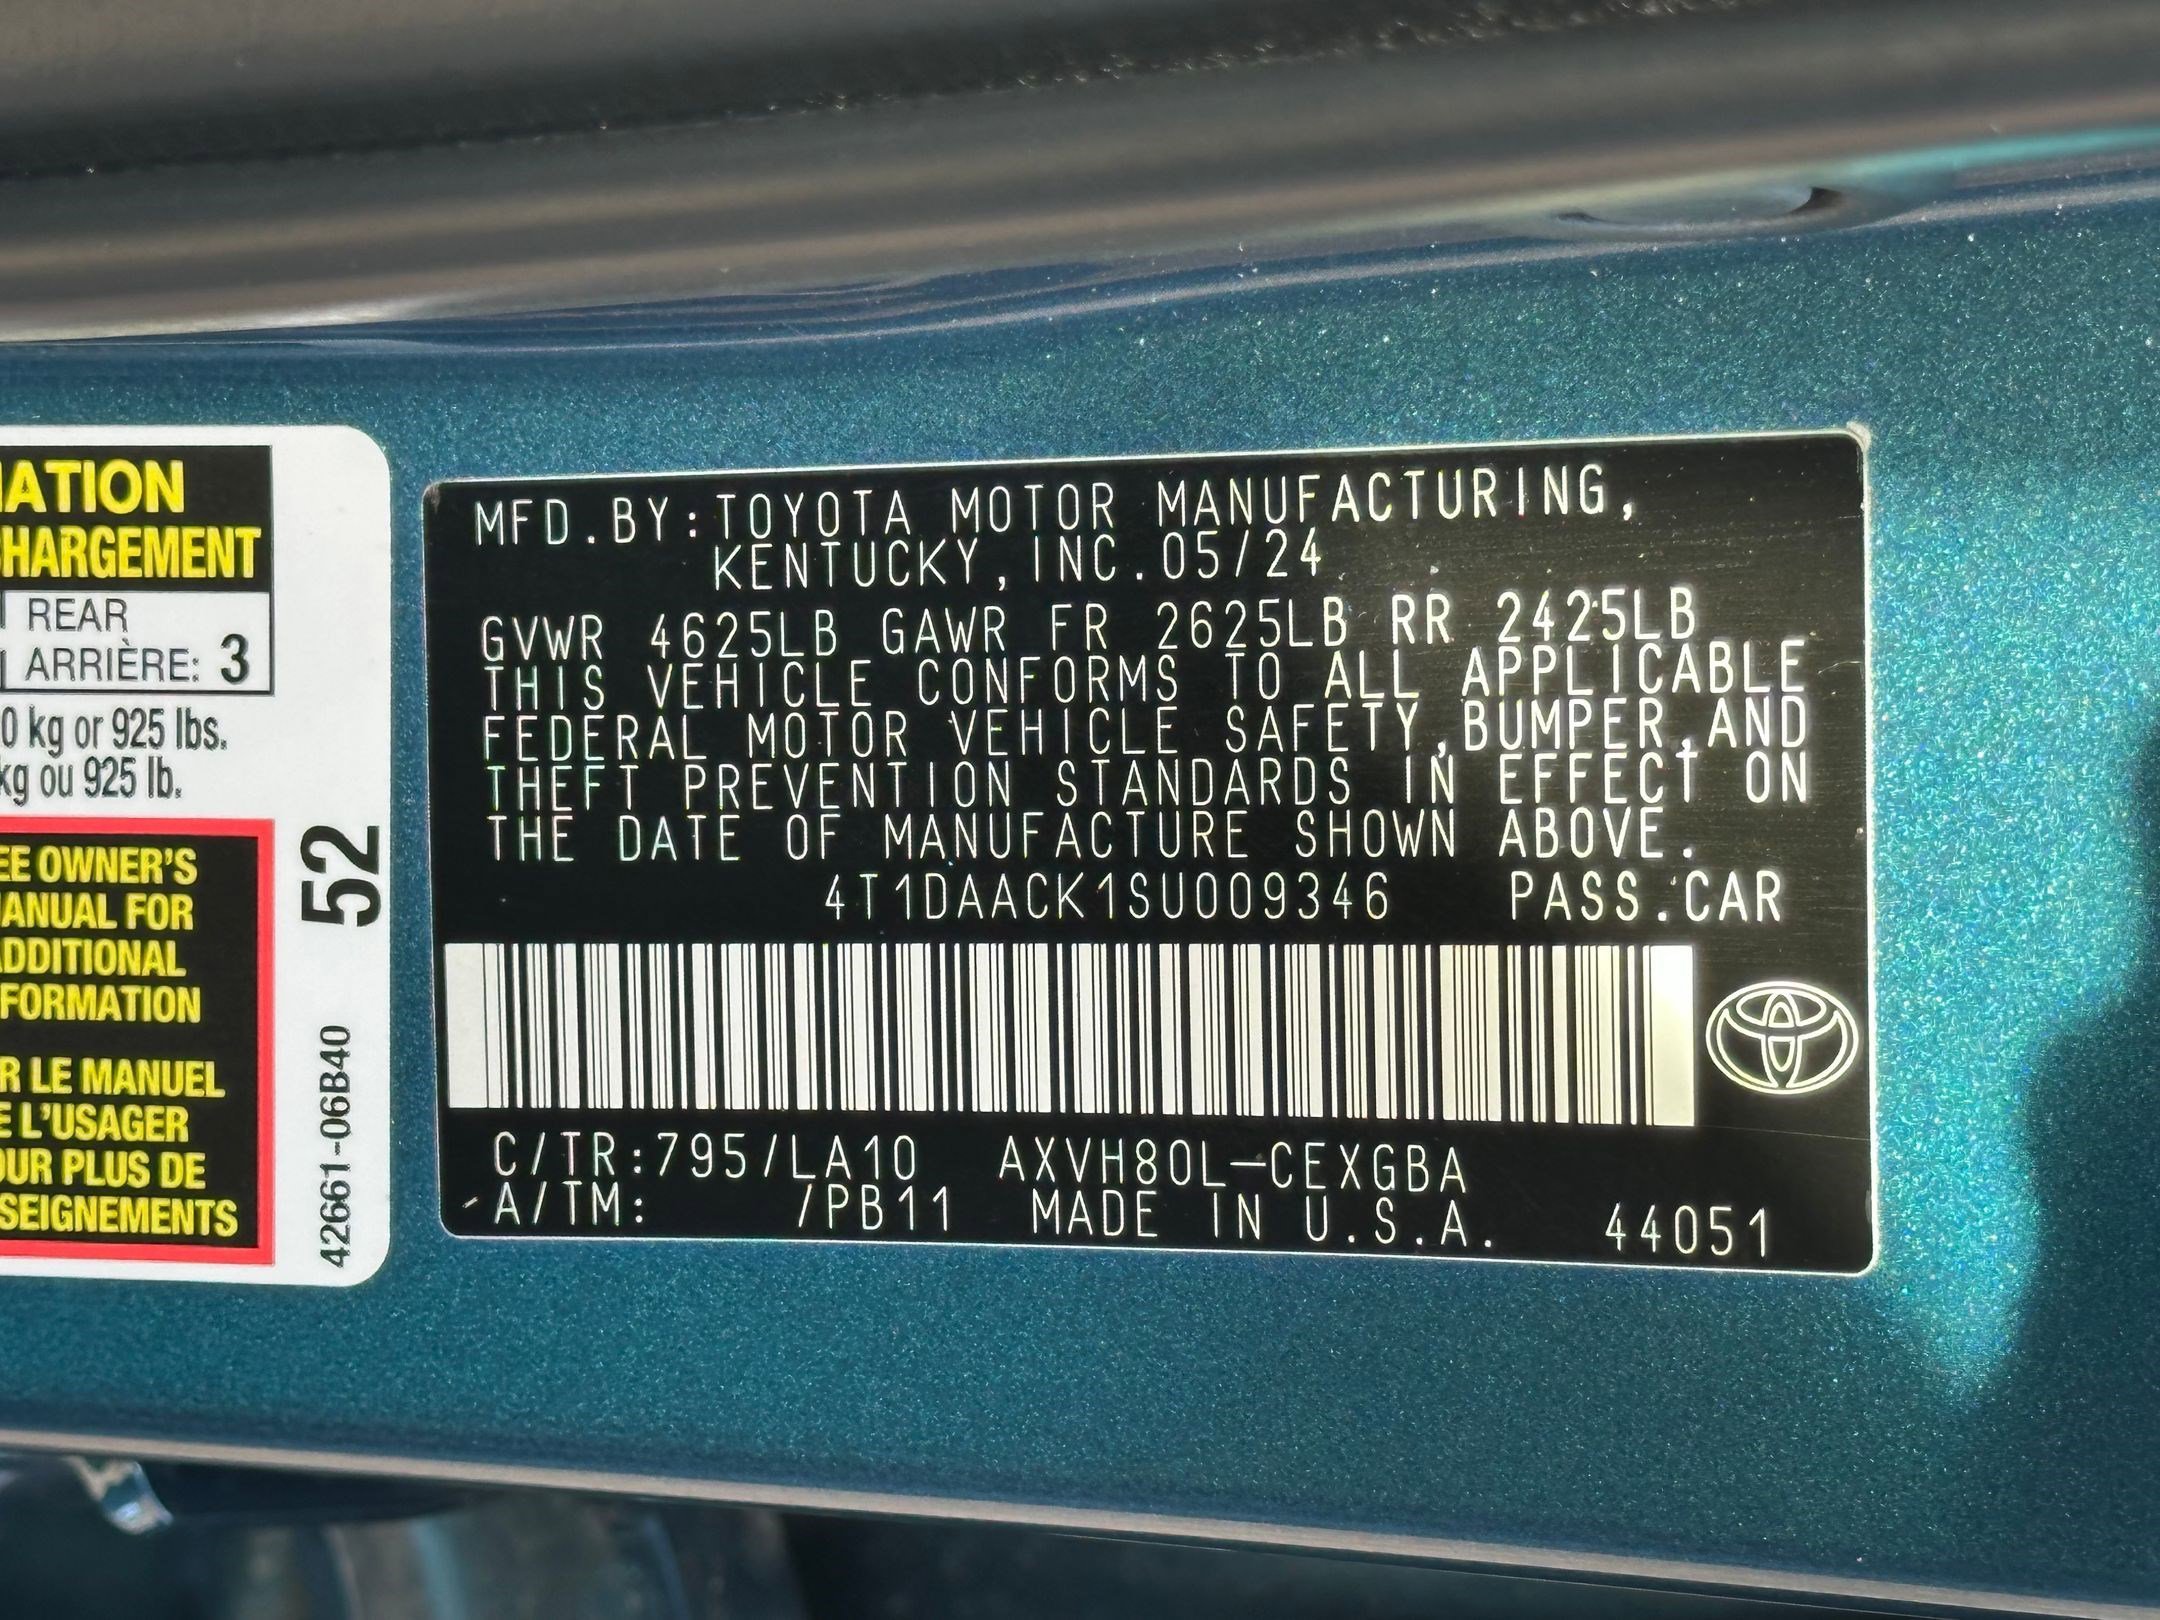 IATION
CHARGEMENT
REAR
ARRIÈRE: 3
0 kg or 925 lbs.
kg ou 925 lb.
EE OWNER'S
ANUAL FOR
ADDITIONAL
FORMATION
R LE MANUEL
E L'USAGER
OUR PLUS DE
SEIGNEMENTS
52
42661-06B40
MFD.BY:TOYOTA MOTOR MANUFACTURING,
KENTUCKY,INC.05/24
GVWR 4625LB GAWR FR 2625LB RR 2425LB
THIS VEHICLE CONFORMS TO ALL APPLICABLE
FEDERAL MOTOR VEHICLE SAFETY,BUMPER,AND
THEFT PREVENTION STANDARDS IN EFFECT ON
THE DATE OF MANUFACTURE SHOWN ABOVE.
4T1DAACK1SU009346 PASS.CAR
C/TR:795/LA10 AXVH80L-CEXGBA
A/TM: /PB11 MADE IN U.S.A. 44051